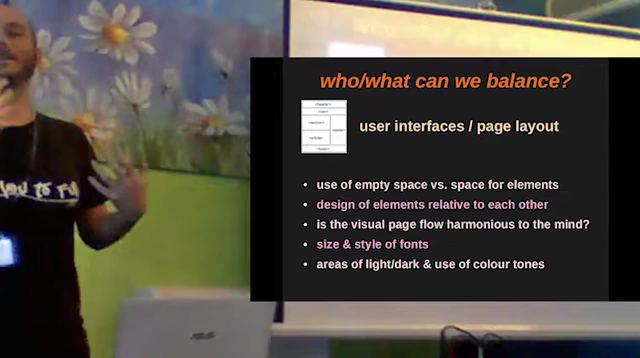 who/what can we balance?
user interfaces / page layout
• use of empty space vs. space for elements
• design of elements relative to each other
• is the visual page flow harmonious to the mind?
• size & style of fonts
• areas of light/dark & use of colour tones
ASUS